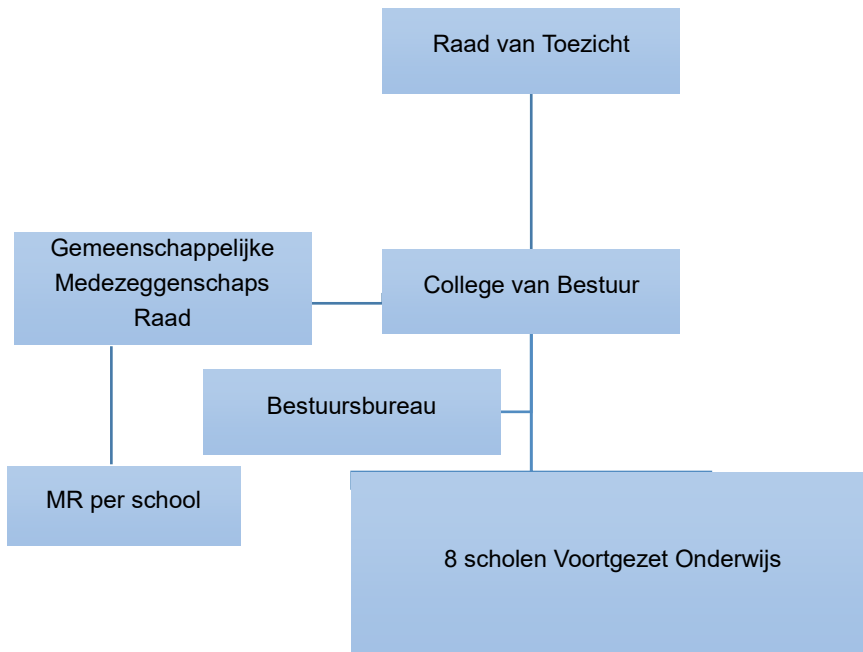 Raad van Toezicht
Gemeenschappelijke
Medezeggenschaps
Raad
College van Bestuur
Bestuursbureau
MR per school
8 scholen Voortgezet Onderwijs